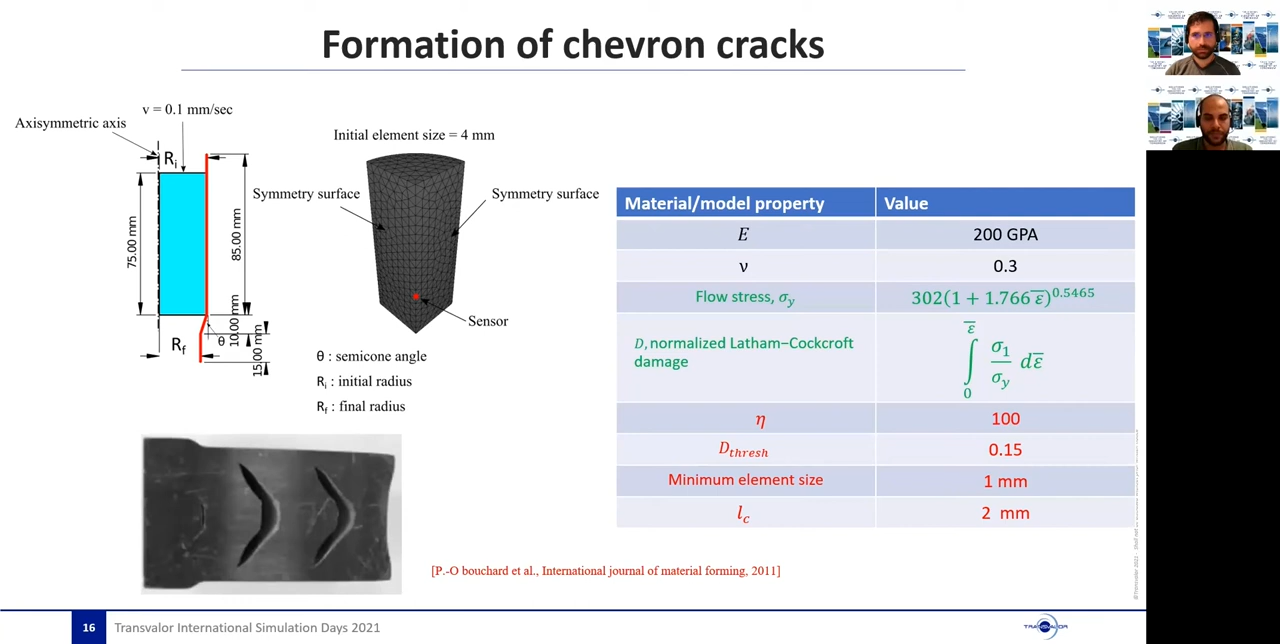 Formation of chevron cracks
v = 0.1 mm/sec
Axisymmetric axis
Ri
75.00 mm
85.00 mm
10.00 mm
15.00 mm
θ
Rf
Initial element size = 4 mm
Symmetry surface
Symmetry surface
Sensor
θ : semicone angle
Ri : initial radius
Rf : final radius
Material/model property Value
E 200 GPA
ν 0.3
Flow stress, σy 302(1 + 1.766ε̅)^0.5465
D, normalized Latham–Cockcroft damage ∫₀^ε̅ σ1/σy dε̅
η 100
Dthresh 0.15
Minimum element size 1 mm
lc 2 mm
[P.-O bouchard et al., International journal of material forming, 2011]
16 Transvalor International Simulation Days 2021
TRANSVALOR